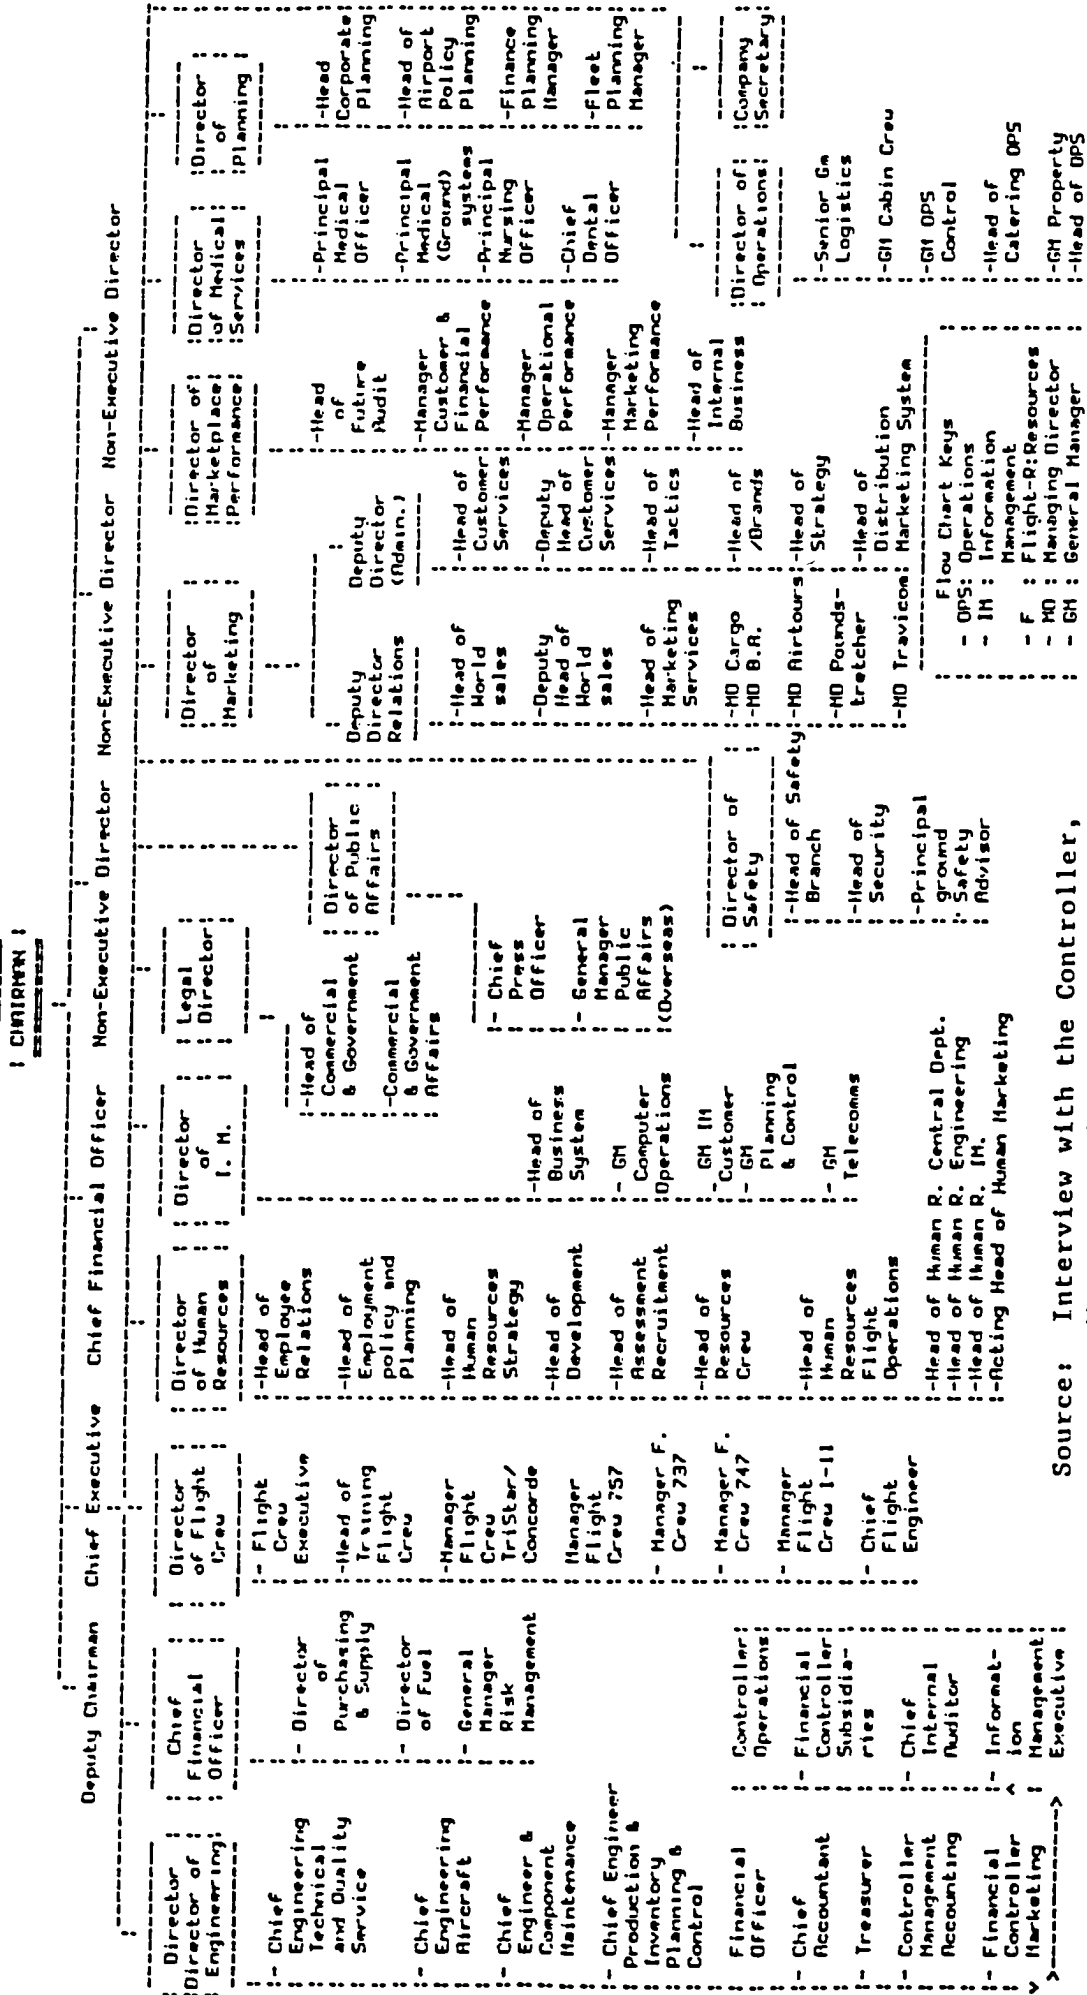 CHAIRMAN
Deputy Chairman Chief Executive Chief Financial Officer Non-Executive Director Non-Executive Director Non-Executive Director Non-Executive Director
Director
Director of
Engineering
- Chief
Engineering
Technical
and Quality
Service
- Chief
Engineering
Aircraft
- Chief
Engineer &
Component
Maintenance
- Chief Engineer
Production &
Inventory
Planning &
Control
Chief
Financial
Officer
- Director
of
Purchasing
& Supply
- Director
of Fuel
- General
Manager
Risk
Management
Financial
Officer
- Chief
Accountant
- Treasurer
- Controller
Management
Accounting
- Financial
Controller
Marketing
Controller
Operations
- Financial
Controller
Subsidia-
ries
- Chief
Internal
Auditor
- Informat-
ion
Management
Executive
Director
of Flight
Crew
- Flight
Crew
Executive
-Head of
Training
Flight
Crew
-Manager
Flight
Crew
TriStar/
Concorde
Manager
Flight
Crew 757
- Manager F.
Crew 737
- Manager F.
Crew 747
- Manager
Flight
Crew 1-11
- Chief
Flight
Engineer
Director
of Human
Resources
-Head of
Employee
Relations
-Head of
Employment
policy and
Planning
-Head of
Human
Resources
Strategy
-Head of
Development
-Head of
Assessment
Recruitment
-Head of
Resources
Crew
-Head of
Human
Resources
Flight
Operations
-Head of Human R. Central Dept.
-Head of Human R. Engineering
-Head of Human R. IM.
-Acting Head of Human Marketing
Director
of
I. M.
-Head of
Business
System
- GM
Computer
Operations
- GM IM
Customer
- GM
Planning
& Control
- GM
Telecomms
Legal
Director
-Head of
Commercial
& Government
-Commercial
& Government
Affairs
Director
of Public
Affairs
- Chief
Press
Officer
- General
Manager
Public
Affairs
(Overseas)
Director of
Safety
-Head of Safety
Branch
-Head of
Security
-Principal
ground
Safety
Advisor
Director
of
Marketing
Deputy
Director
Relations
-Head of
World
sales
-Deputy
Head of
World
sales
-Head of
Marketing
Services
-MD Cargo
-MD B.A.
-MD Airtours
-MD Pounds-
tretcher
-MD Travicom
Deputy
Director
(Admin.)
-Head of
Customer
Services
-Deputy
Head of
Customer
Services
-Head of
Tactics
-Head of
/Brands
-Head of
Strategy
-Head of
Distribution
Marketing System
Director of
Marketplace
Performance
-Head
of
Future
Audit
-Manager
Customer &
Financial
Performance
-Manager
Operational
Performance
-Manager
Marketing
Performance
-Head of
Internal
Business
Director
of Medical
Services
-Principal
Medical
Officer
-Principal
Medical
(Ground)
systems
-Principal
Nursing
Officer
-Chief
Dental
Officer
Director
of
Planning
-Head
Corporate
Planning
-Head of
Airport
Policy
Planning
-Finance
Planning
Manager
-Fleet
Planning
Manager
Director of
Operations
-Senior Gm
Logistics
-GM Cabin Crew
-GM OPS
Control
-Head of
Catering OPS
-GM Property
-Head of OPS
Company
Secretary
Flow Chart Keys
- OPS: Operations
- IM : Information
Management
- F : Flight-R:Resources
- MD : Managing Director
- GM : General Manager
Source: Interview with the Controller,